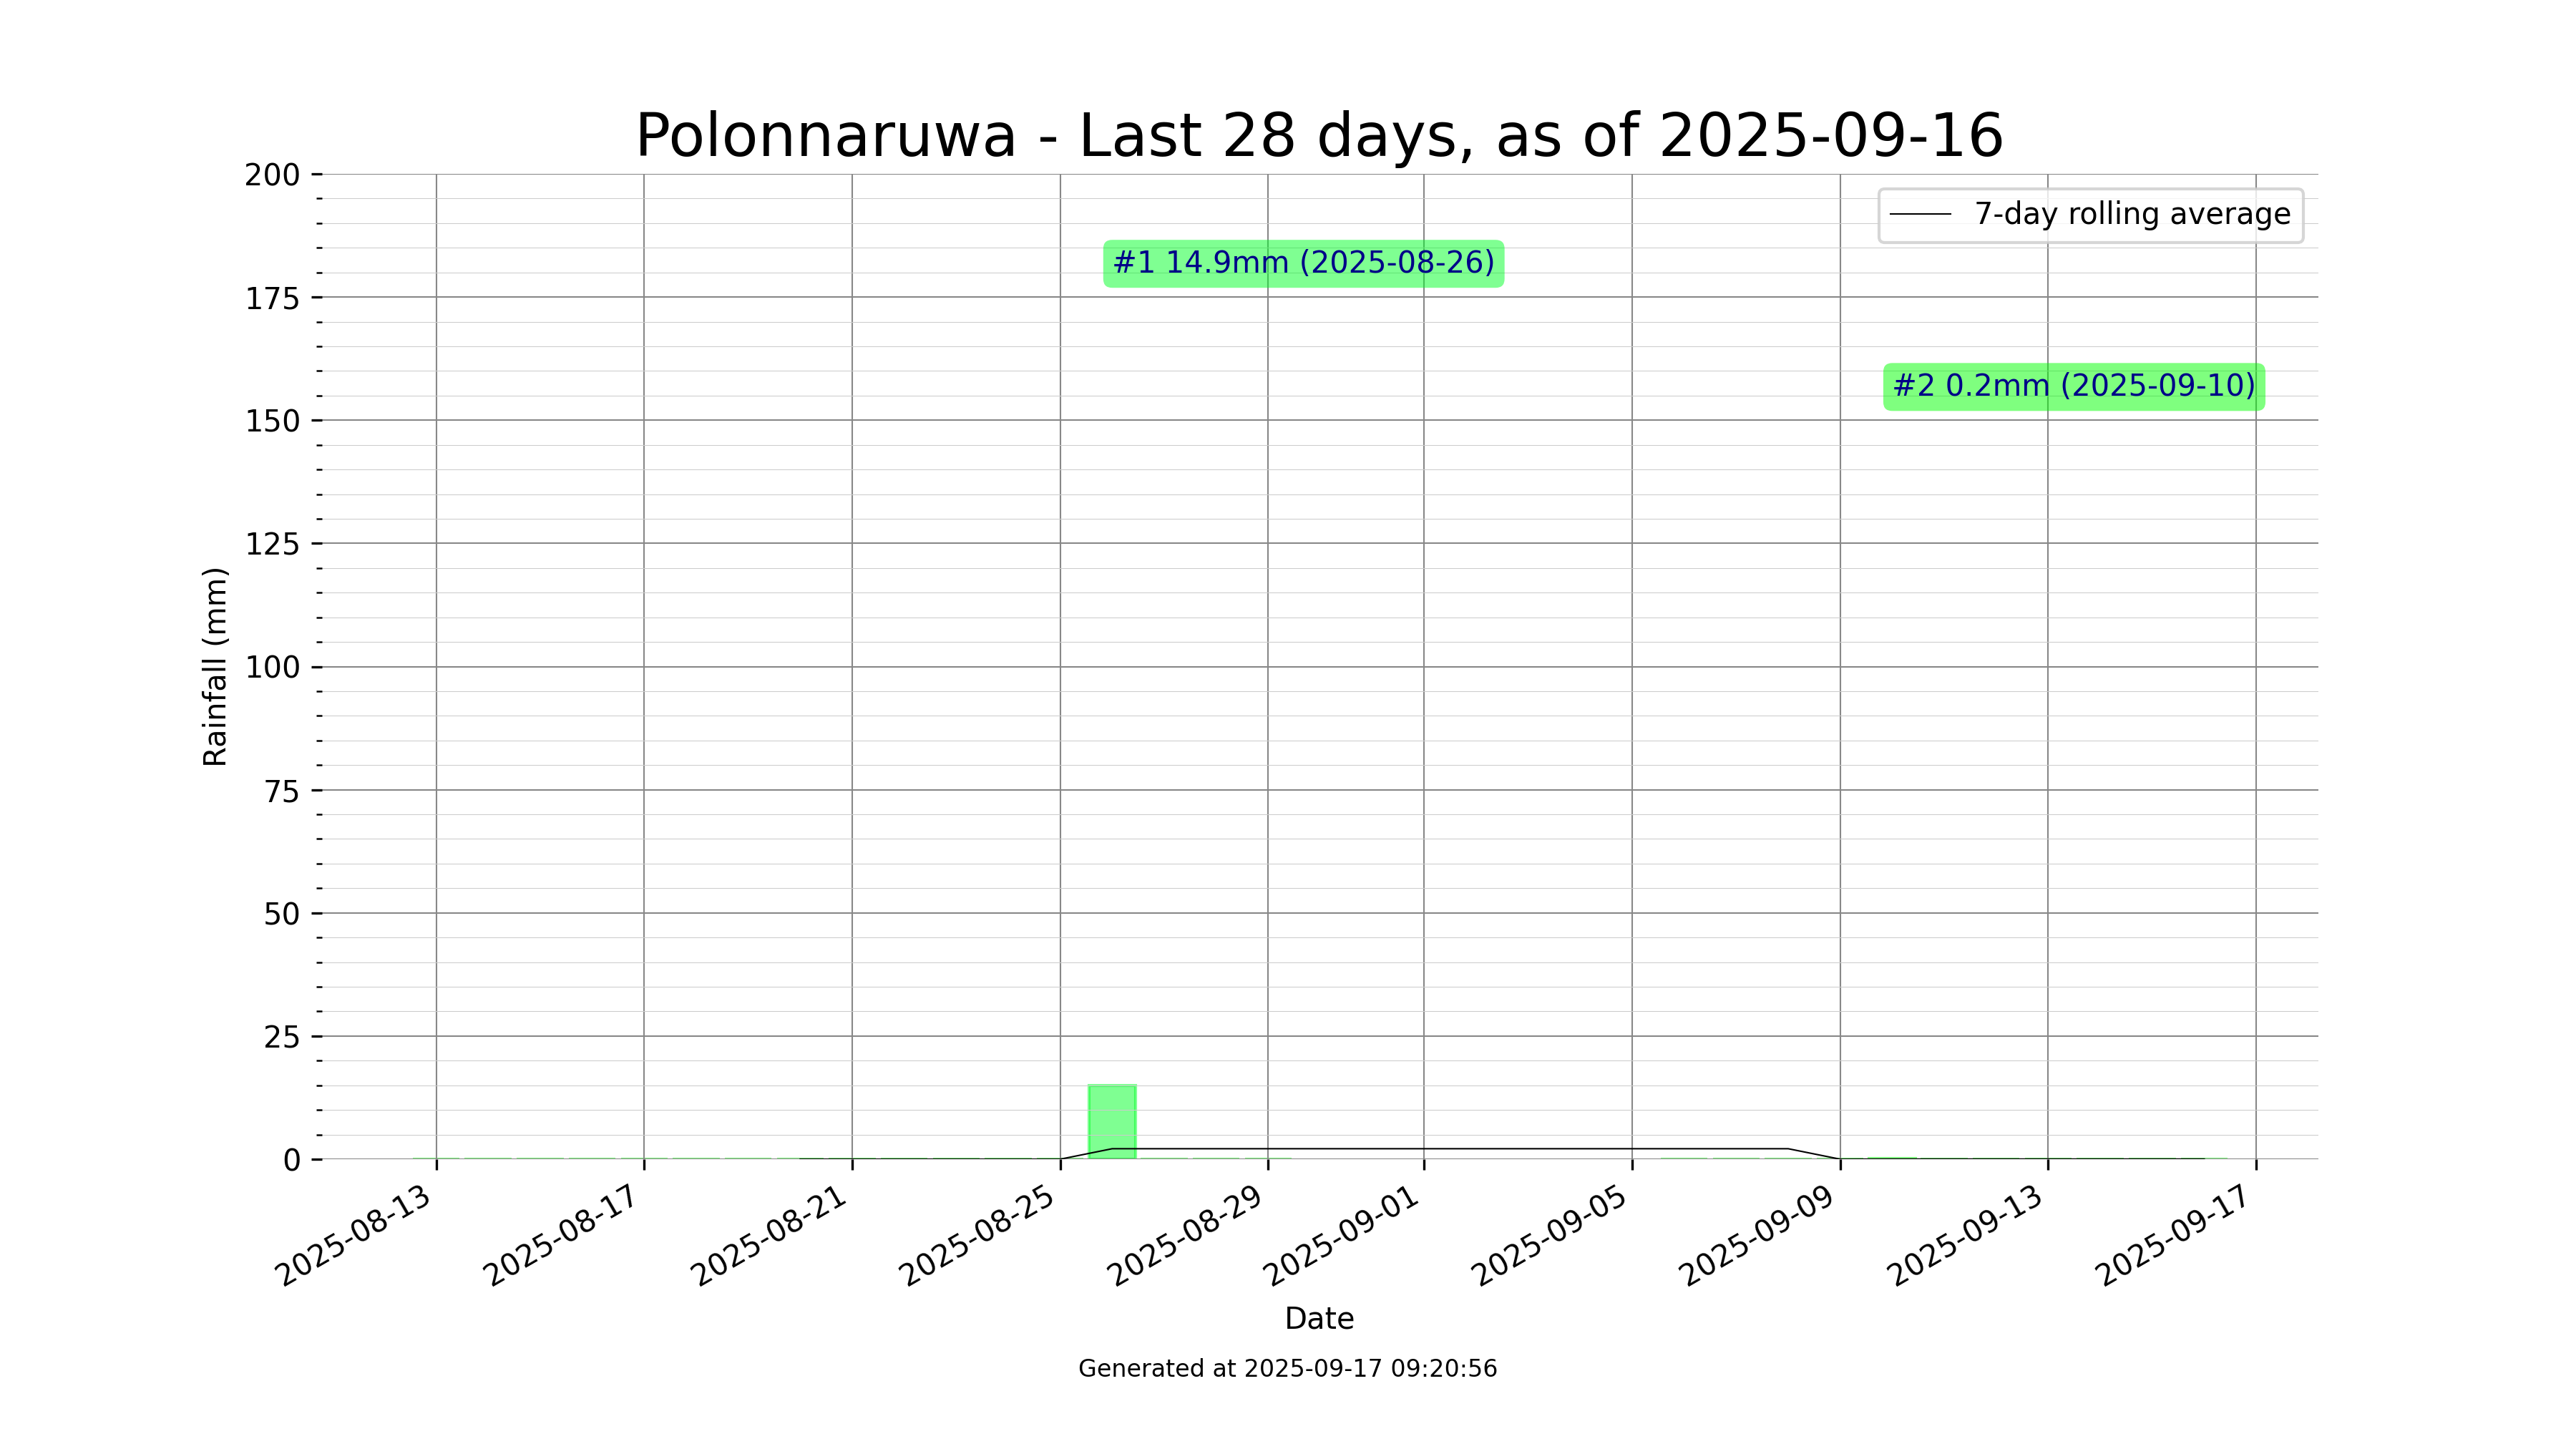 Polonnaruwa - Last 28 days, as of 2025-09-16
200
175
150
125
100
75
50
25
0
Rainfall (mm)
7-day rolling average
#1 14.9mm (2025-08-26)
#2 0.2mm (2025-09-10)
2025-08-13
2025-08-17
2025-08-21
2025-08-25
2025-08-29
2025-09-01
2025-09-05
2025-09-09
2025-09-13
2025-09-17
Date
Generated at 2025-09-17 09:20:56